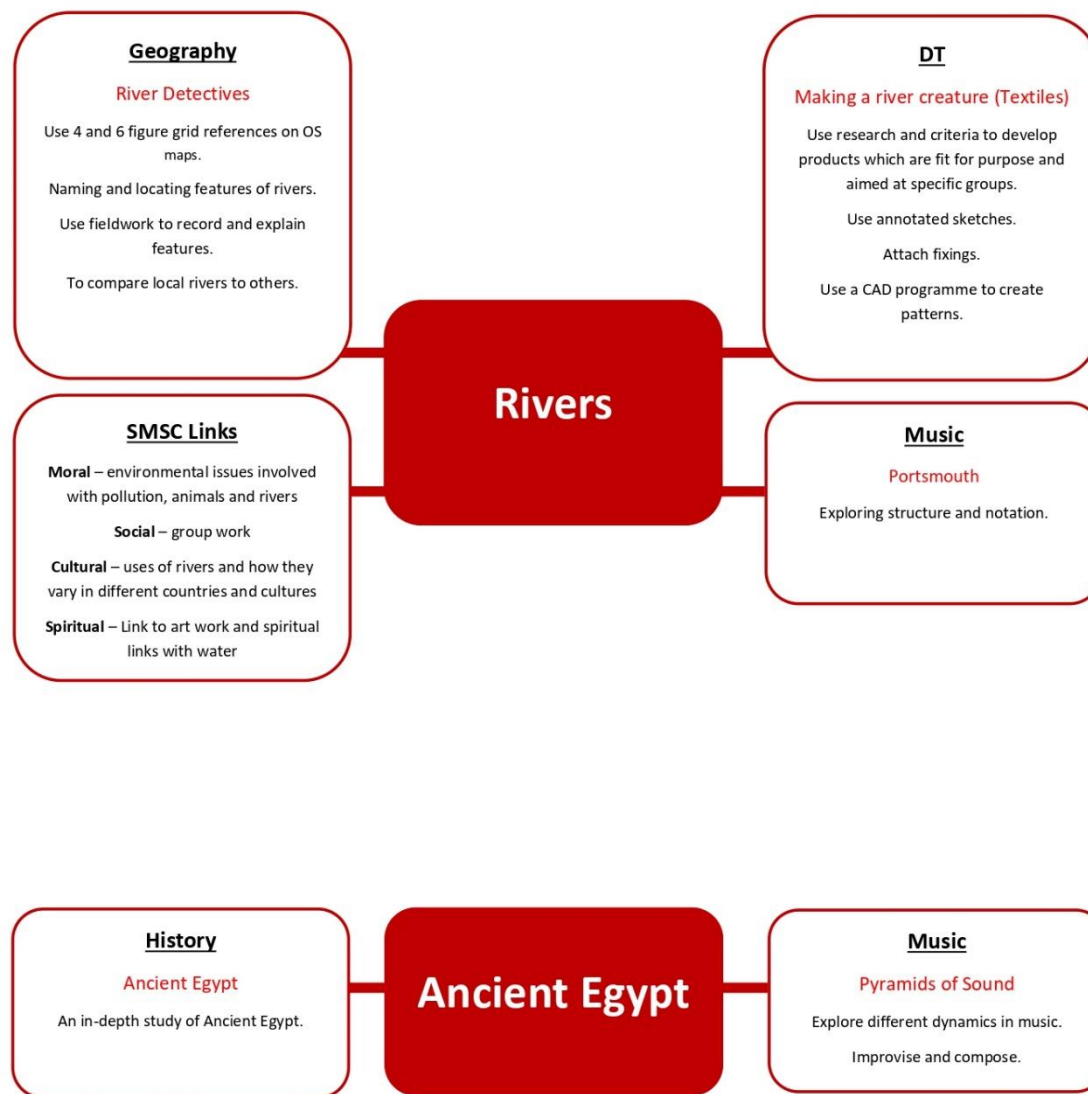 Geography
River Detectives
Use 4 and 6 figure grid references on OS
maps.
Naming and locating features of rivers.
Use fieldwork to record and explain
features.
To compare local rivers to others.
SMSC Links
Moral – environmental issues involved
with pollution, animals and rivers
Social – group work
Cultural – uses of rivers and how they
vary in different countries and cultures
Spiritual – Link to art work and spiritual
links with water
Rivers
DT
Making a river creature (Textiles)
Use research and criteria to develop
products which are fit for purpose and
aimed at specific groups.
Use annotated sketches.
Attach fixings.
Use a CAD programme to create
patterns.
Music
Portsmouth
Exploring structure and notation.
History
Ancient Egypt
An in-depth study of Ancient Egypt.
Ancient Egypt
Music
Pyramids of Sound
Explore different dynamics in music.
Improvise and compose.